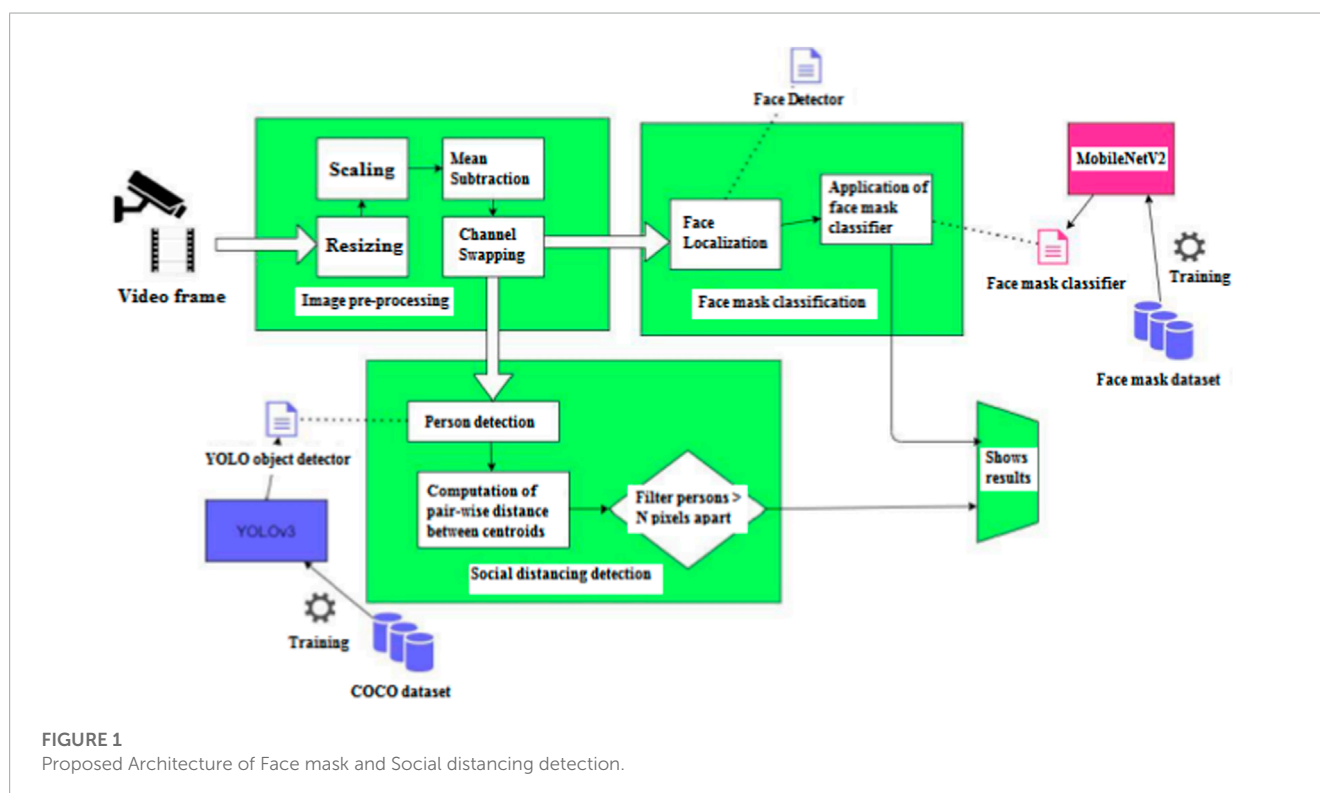 Face Detector
Scaling
Mean
Subtraction
Resizing
Channel
Swapping
Image pre-processing
Video frame
Face
Localization
Application of
face mask
classifier
Face mask classification
MobileNetV2
Face mask classifier
Training
Face mask dataset
Person detection
YOLO object detector
Computation of
pair-wise distance
between centroids
Filter persons >
N pixels apart
Social distancing detection
Shows
results
YOLOv3
Training
COCO dataset
FIGURE 1
Proposed Architecture of Face mask and Social distancing detection.